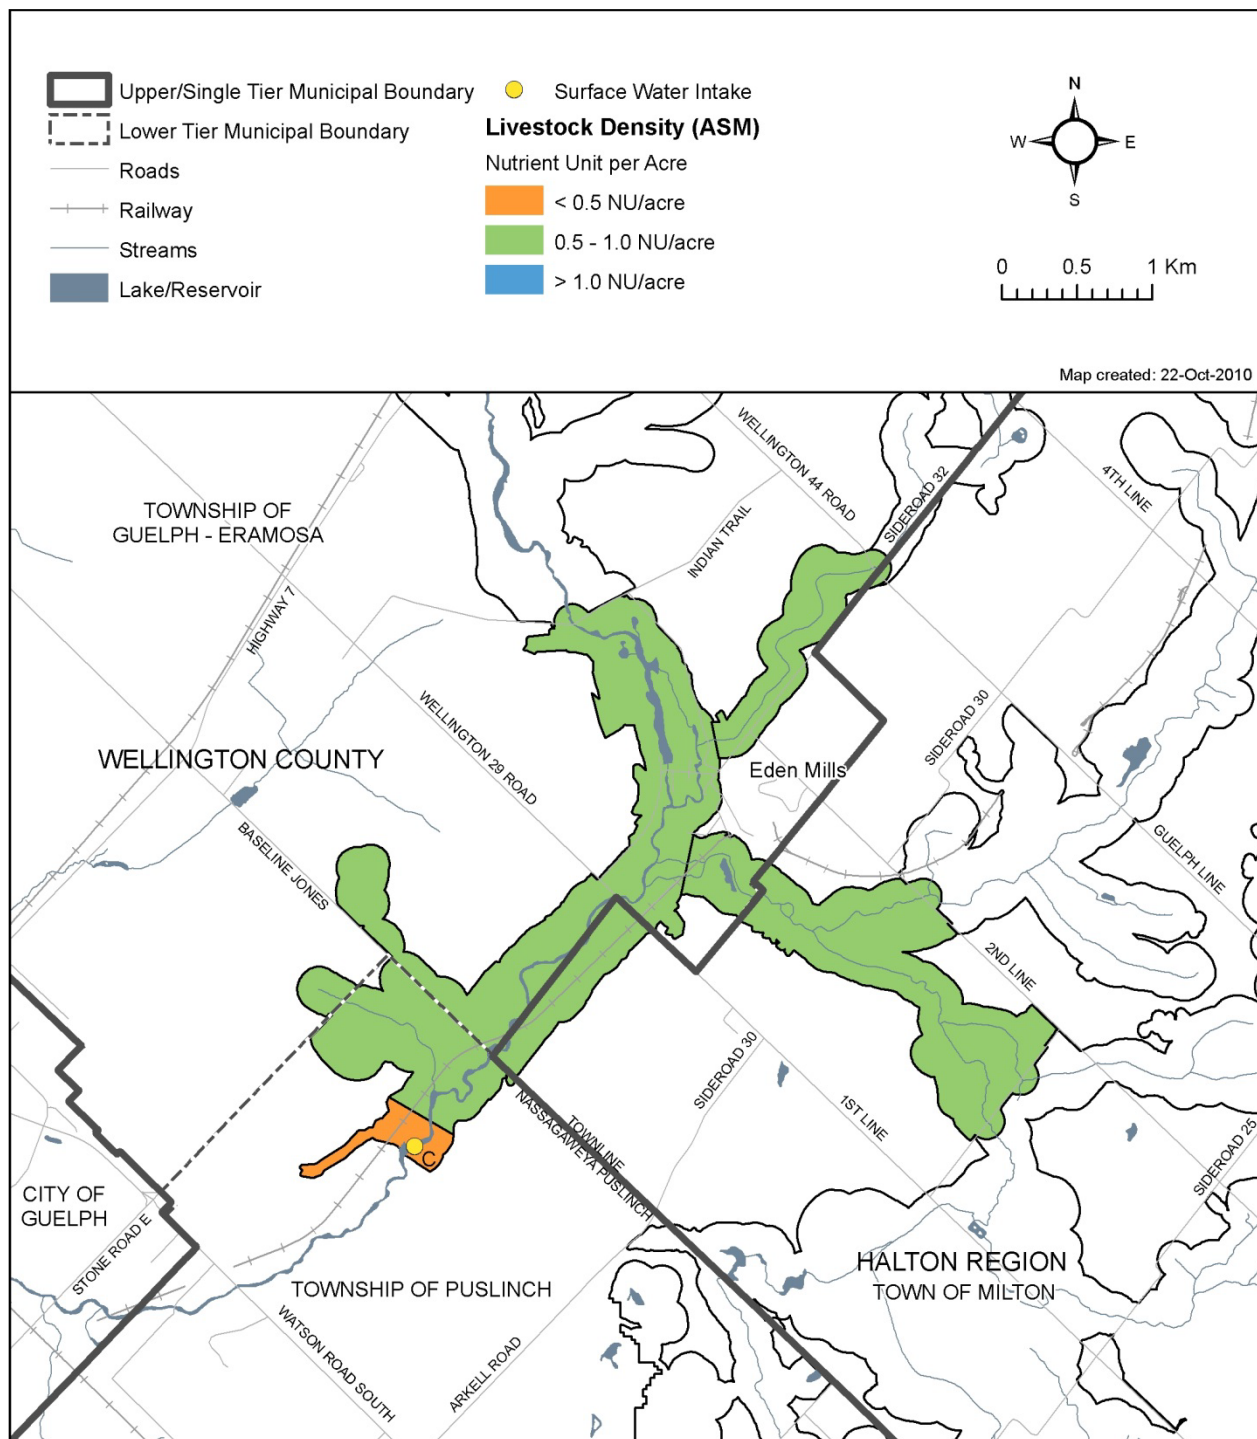 Upper/Single Tier Municipal Boundary
Lower Tier Municipal Boundary
Roads
Railway
Streams
Lake/Reservoir
Surface Water Intake
Livestock Density (ASM)
Nutrient Unit per Acre
< 0.5 NU/acre
0.5 - 1.0 NU/acre
> 1.0 NU/acre
N
W
E
S
0 0.5 1 Km
Map created: 22-Oct-2010
WELLINGTON 44 ROAD
SIDEROAD 32
4TH LINE
TOWNSHIP OF
GUELPH - ERAMOSA
INDIAN TRAIL
HIGHWAY 7
WELLINGTON 29 ROAD
SIDEROAD 30
WELLINGTON COUNTY
Eden Mills
BASELINE JONES
GUELPH LINE
2ND LINE
SIDEROAD 30
1ST LINE
TOWNLINE
NASSAGAWEYA PUSLINCH
SIDEROAD 25
C
CITY OF
GUELPH
STONE ROAD E
TOWNSHIP OF PUSLINCH
HALTON REGION
TOWN OF MILTON
WATSON ROAD SOUTH
ARKELL ROAD